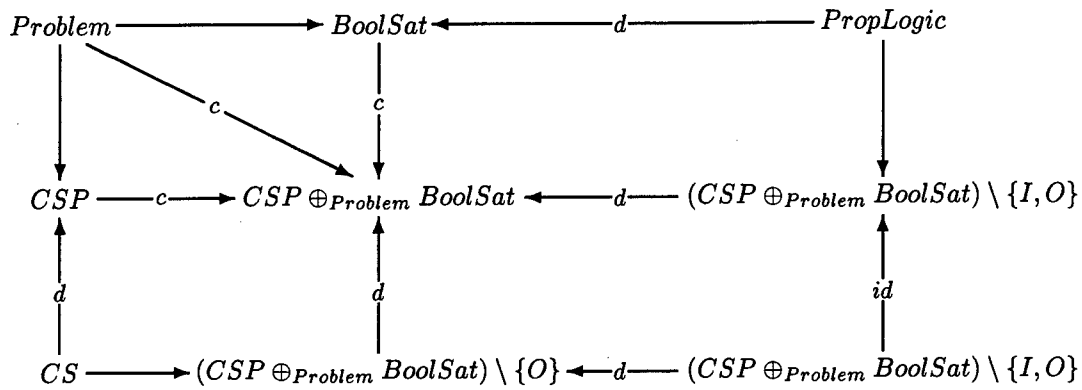 Problem BoolSat d PropLogic
c c
CSP c CSP ⊕Problem BoolSat d (CSP ⊕Problem BoolSat) \ {I, O}
d d id
CS (CSP ⊕Problem BoolSat) \ {O} d (CSP ⊕Problem BoolSat) \ {I, O}